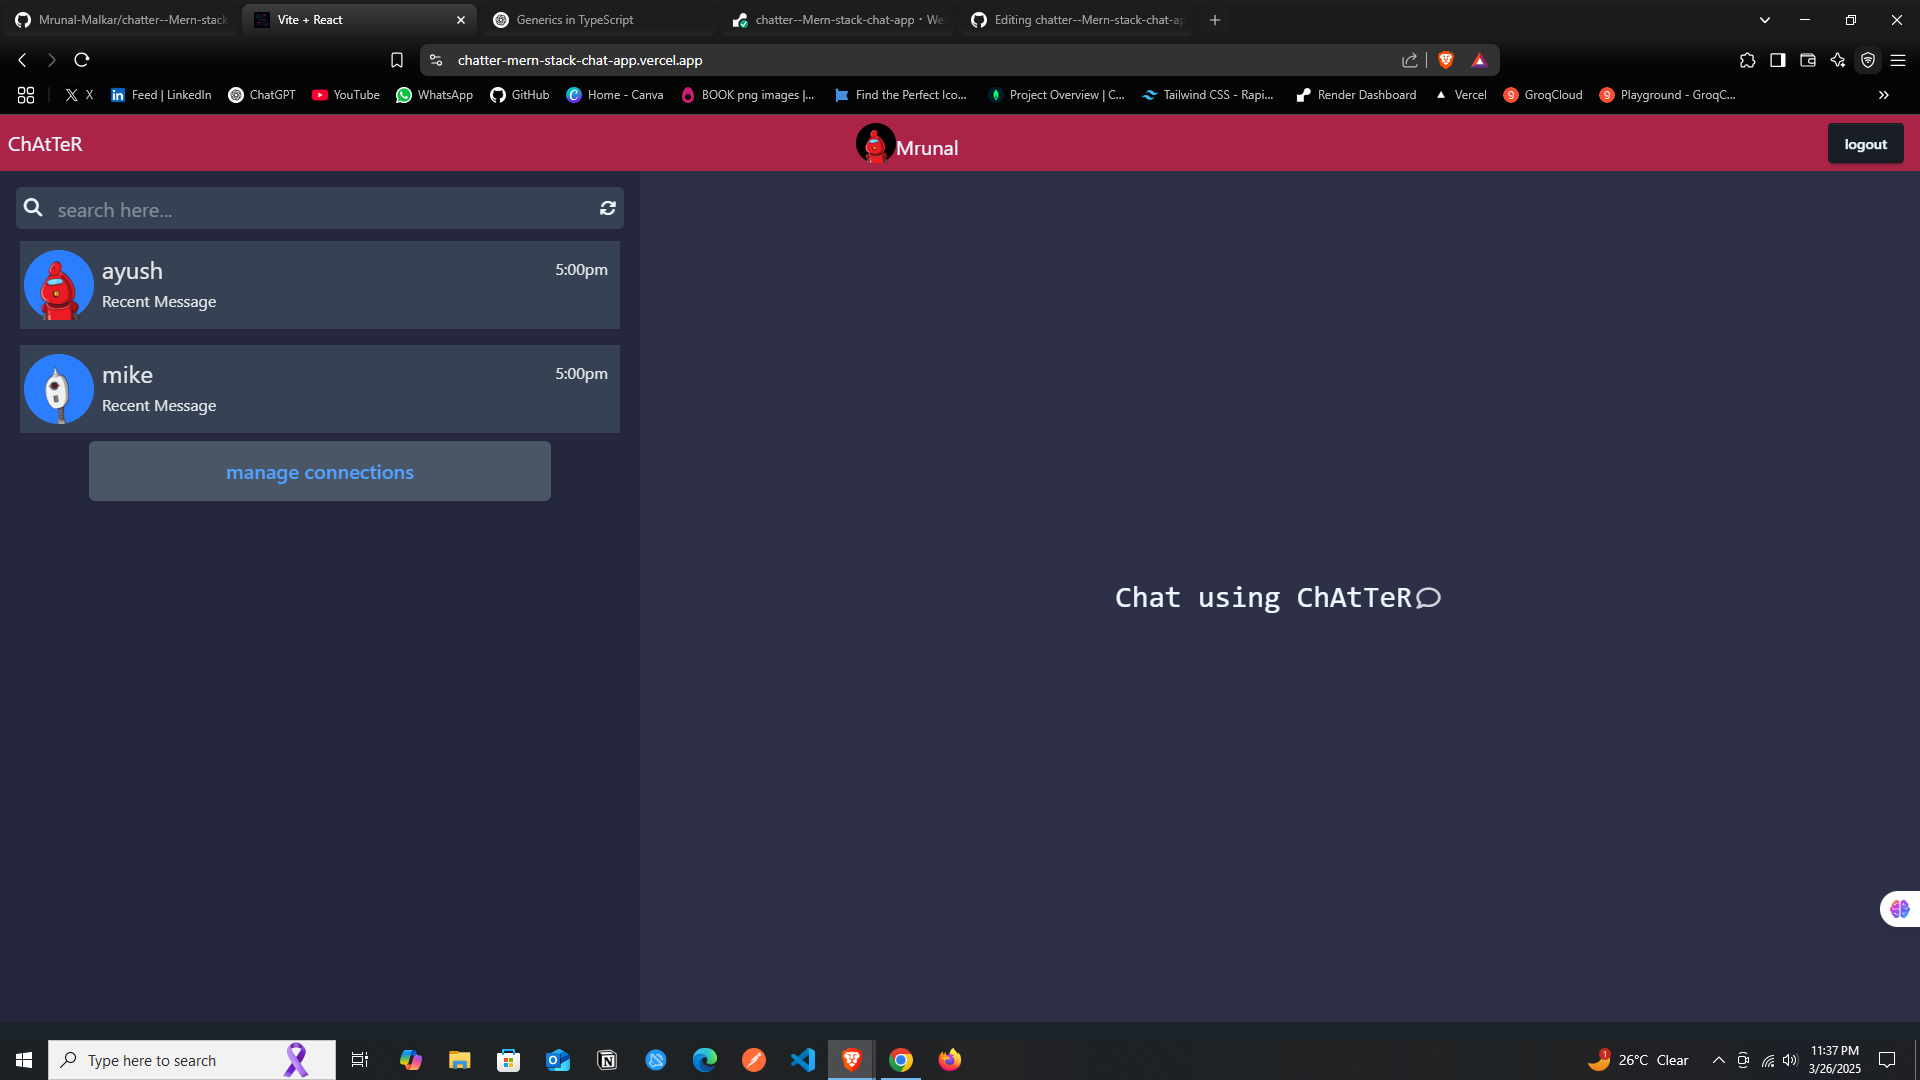 Mrunal-Malkar/chatter--Mern-stack
Vite + React
Generics in TypeScript
chatter--Mern-stack-chat-app • We
Editing chatter--Mern-stack-chat-ap
chatter-mern-stack-chat-app.vercel.app
X
Feed | LinkedIn
ChatGPT
YouTube
WhatsApp
GitHub
Home - Canva
BOOK png images |...
Find the Perfect Ico...
Project Overview | C...
Tailwind CSS - Rapi...
Render Dashboard
Vercel
GroqCloud
Playground - GroqC...
ChAtTeR
Mrunal
logout
search here...
ayush
5:00pm
Recent Message
mike
5:00pm
Recent Message
manage connections
Chat using ChAtTeR
Type here to search
1
26°C Clear
11:37 PM
3/26/2025